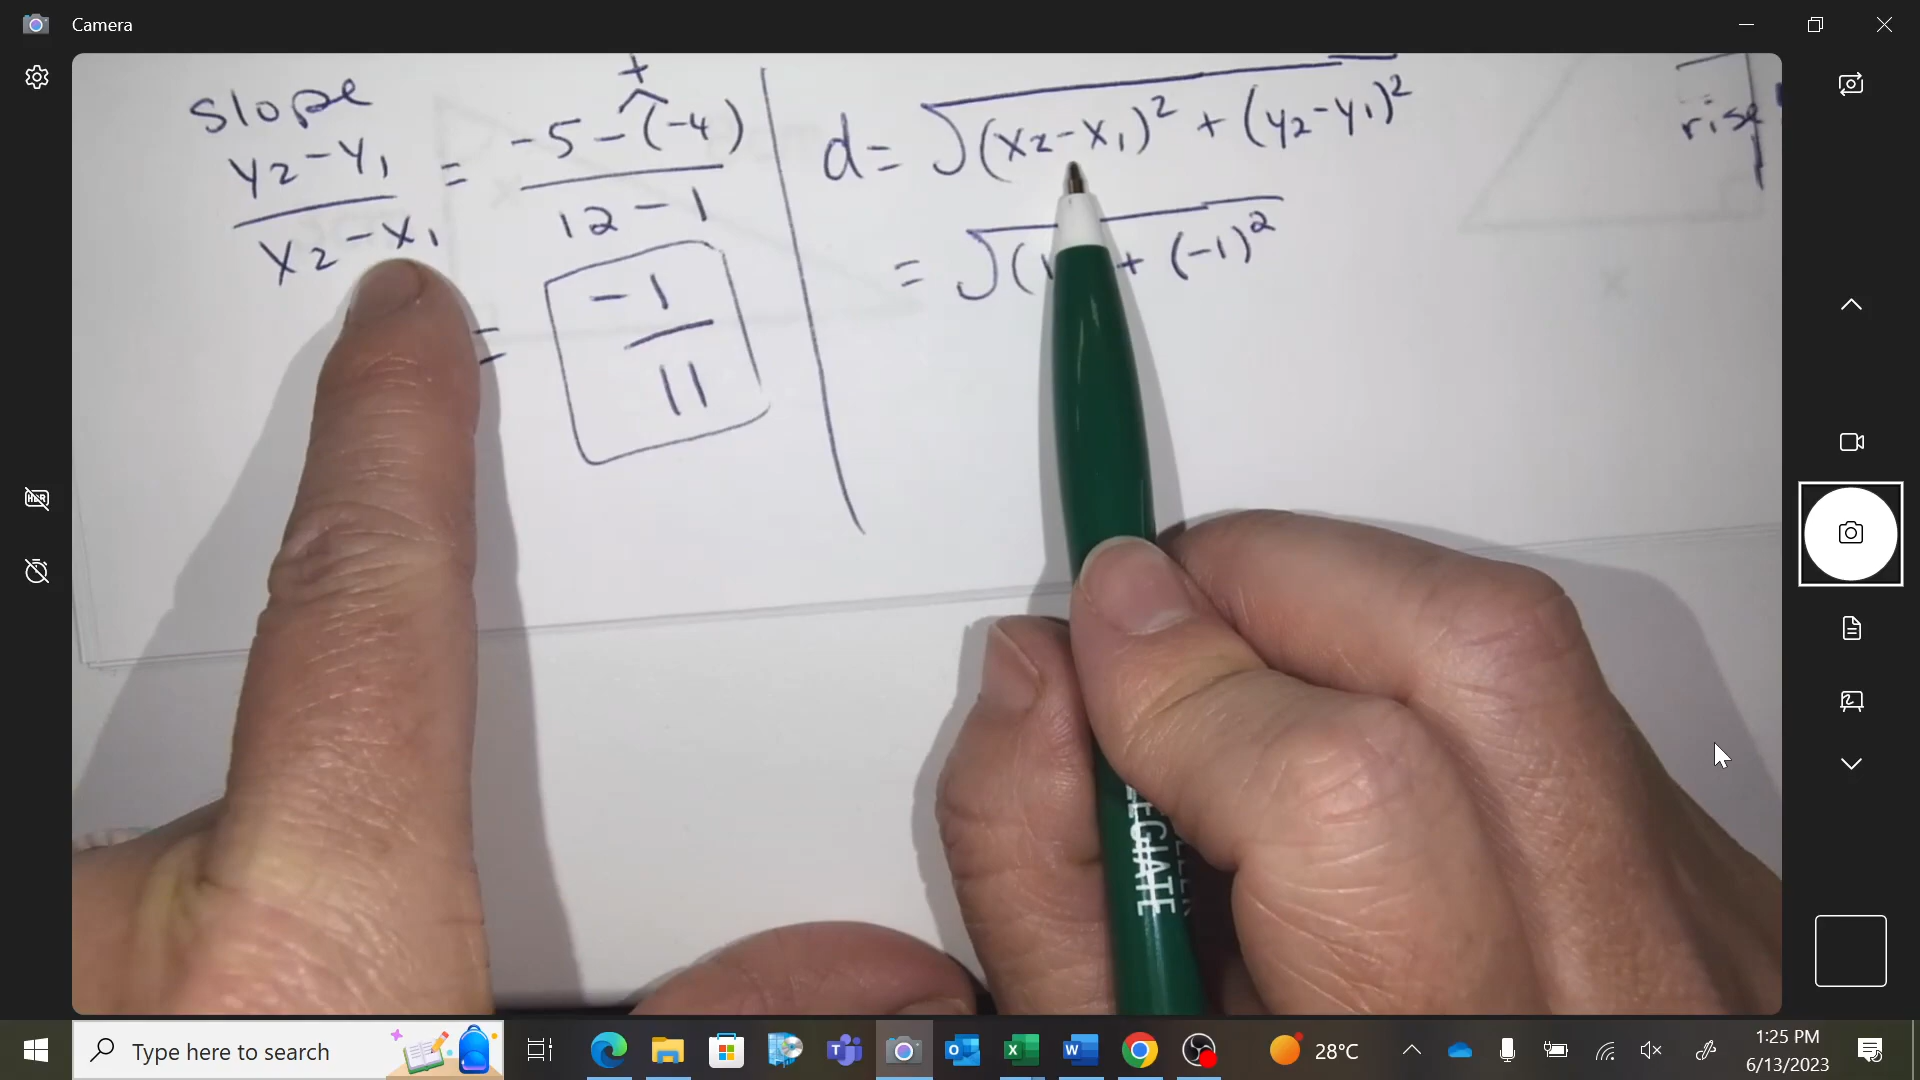 Camera
slope
y2-y1/x2-x1 = -5-(-4)/12-1
+
= -1/11
d= √(x2-x1)² + (y2-y1)²
= √( + (-1)²
rise
LEGIATE
Type here to search
28°C
1:25 PM
6/13/2023